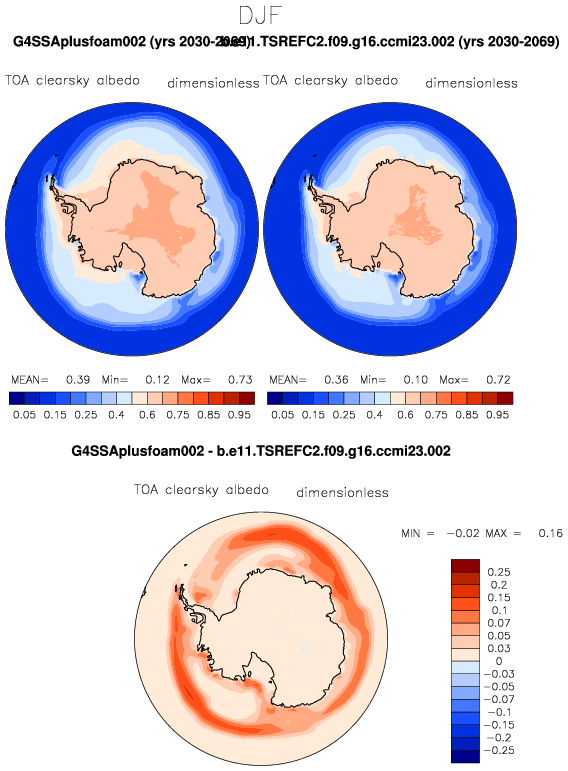 DJF
G4SSAplusfoam002 (yrs 2030-2069) b.e11.TSREFC2.f09.g16.ccmi23.002 (yrs 2030-2069)
TOA clearsky albedo dimensionless TOA clearsky albedo dimensionless
MEAN= 0.39 Min= 0.12 Max= 0.73 MEAN= 0.36 Min= 0.10 Max= 0.72
0.05 0.15 0.25 0.4 0.6 0.75 0.85 0.95 0.05 0.15 0.25 0.4 0.6 0.75 0.85 0.95
G4SSAplusfoam002 - b.e11.TSREFC2.f09.g16.ccmi23.002
TOA clearsky albedo dimensionless
MIN = -0.02 MAX = 0.16
0.25
0.2
0.15
0.1
0.07
0.05
0.03
0
-0.03
-0.05
-0.07
-0.1
-0.15
-0.2
-0.25